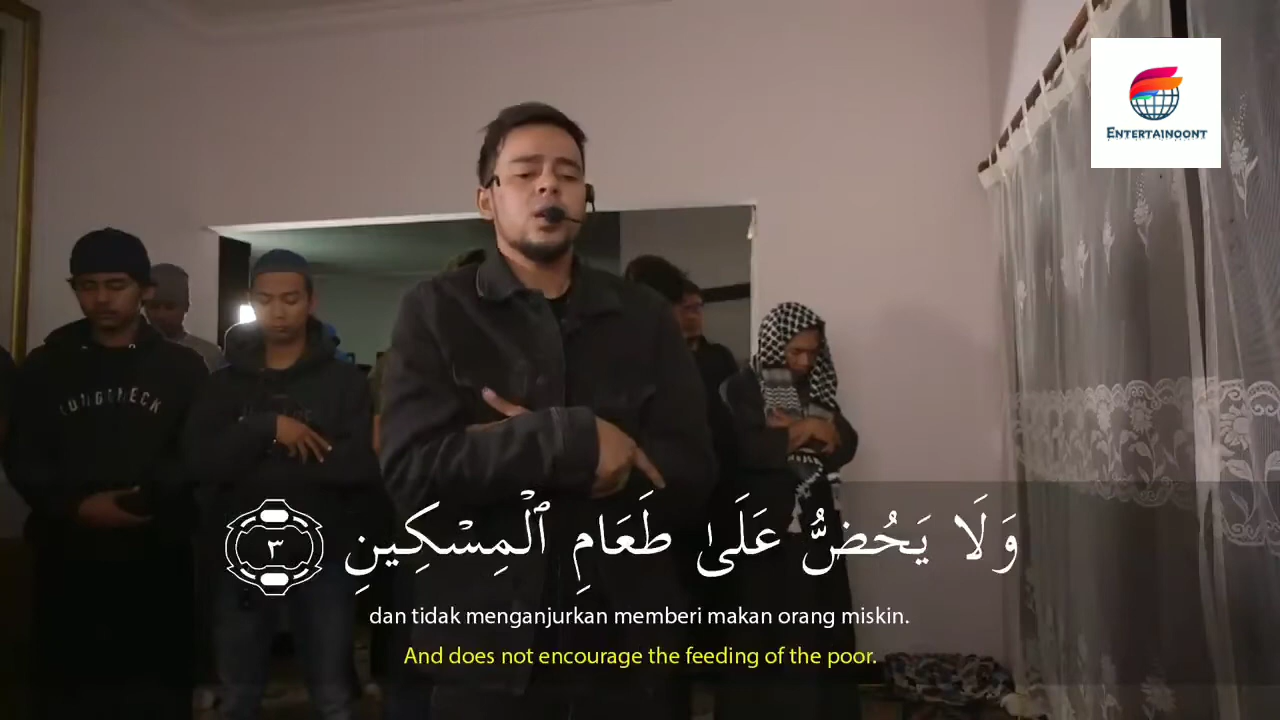 ENTERTAINOONT
وَلَا يَحُضُّ عَلَىٰ طَعَامِ ٱلْمِسْكِينِ ٣
dan tidak menganjurkan memberi makan orang miskin.
And does not encourage the feeding of the poor.